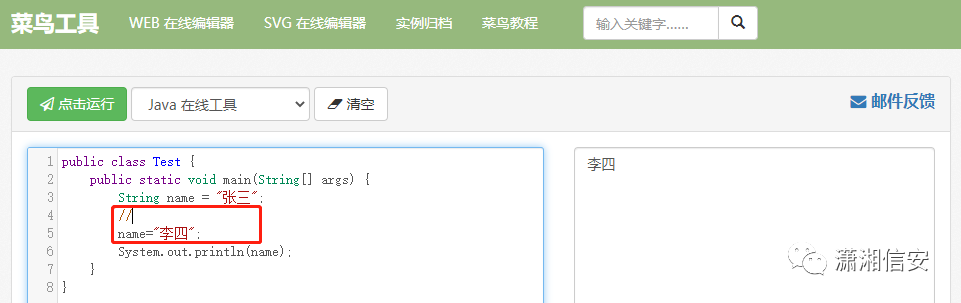 菜鸟工具 WEB 在线编辑器 SVG 在线编辑器 实例归档 菜鸟教程 输入关键字......
点击运行 Java 在线工具 清空 邮件反馈
1 public class Test {
2 public static void main(String[] args) {
3 String name = "张三";
4 //
5 name="李四";
6 System.out.println(name);
7 }
8 }
李四
潇湘信安